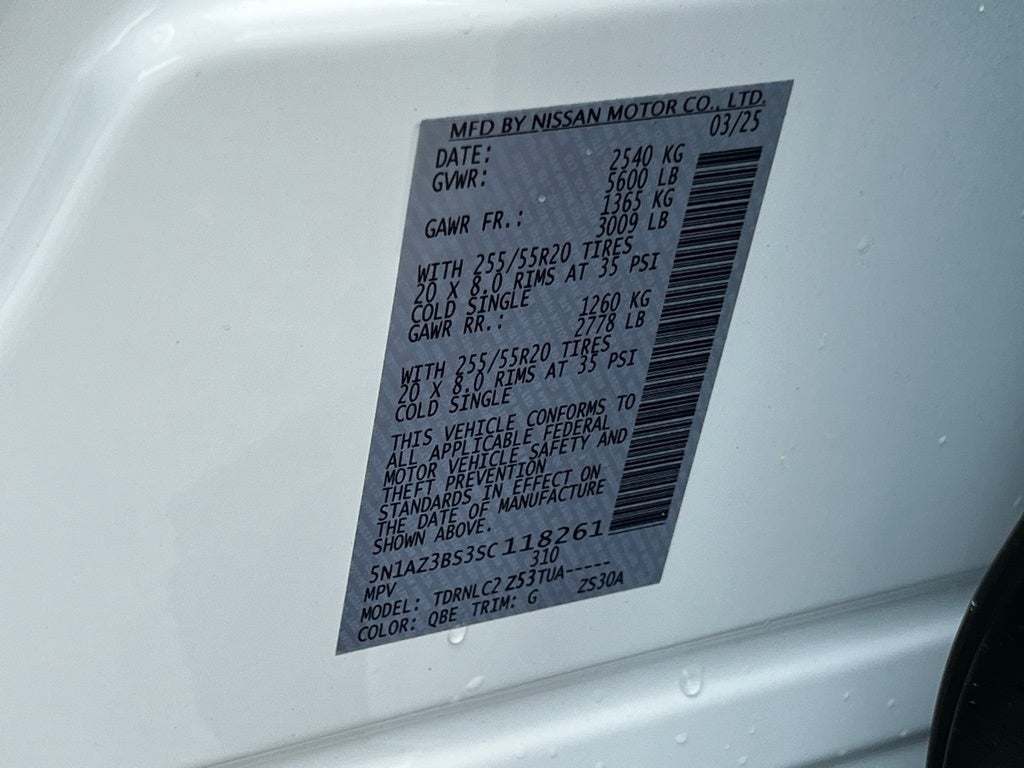 MFD BY NISSAN MOTOR CO., LTD.
DATE: 03/25
GVWR: 2540 KG
5600 LB
GAWR FR.: 1365 KG
3009 LB
WITH 255/55R20 TIRES
20 X 8.0 RIMS AT 35 PSI
COLD SINGLE
GAWR RR.: 1260 KG
2778 LB
WITH 255/55R20 TIRES
20 X 8.0 RIMS AT 35 PSI
COLD SINGLE
THIS VEHICLE CONFORMS TO
ALL APPLICABLE FEDERAL
MOTOR VEHICLE SAFETY AND
THEFT PREVENTION
STANDARDS IN EFFECT ON
THE DATE OF MANUFACTURE
SHOWN ABOVE.
5N1AZ3BS3SC118261
MPV 310
MODEL: TDRNLC2 Z53TUA-----
COLOR: QBE TRIM: G ZS30A